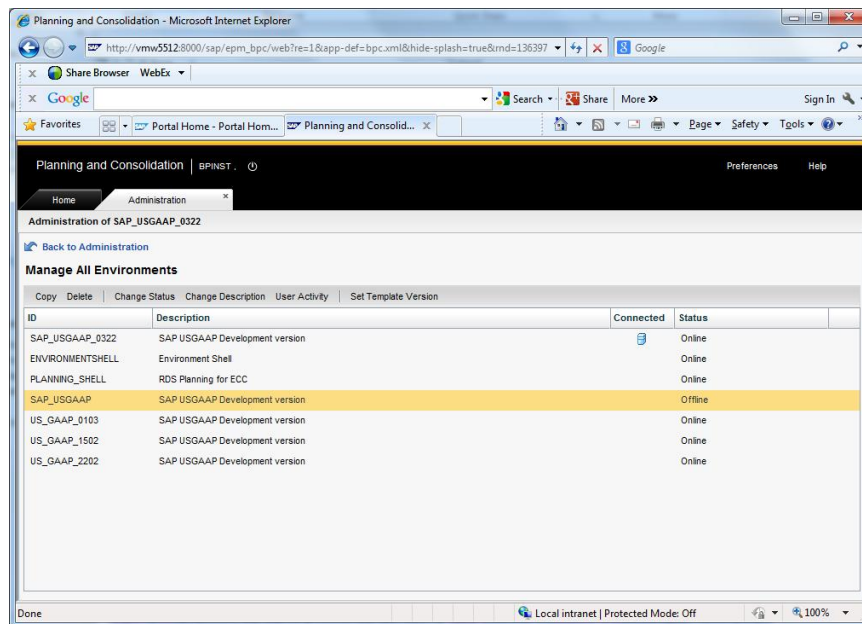 Planning and Consolidation - Microsoft Internet Explorer
http://vmw5512:8000/sap/epm_bpc/web?re=1&app-def=bpc.xml&hide-splash=true&rnd=136397 Google
x Share Browser WebEx
x Google Search Share More >> Sign In
Favorites Portal Home - Portal Hom... Planning and Consolid... x Page Safety Tools
Planning and Consolidation | BPINST . Preferences Help
Home Administration x
Administration of SAP_USGAAP_0322
Back to Administration
Manage All Environments
Copy Delete | Change Status Change Description User Activity | Set Template Version
ID Description Connected Status
SAP_USGAAP_0322 SAP USGAAP Development version Online
ENVIRONMENTSHELL Environment Shell Online
PLANNING_SHELL RDS Planning for ECC Online
SAP_USGAAP SAP USGAAP Development version Offline
US_GAAP_0103 SAP USGAAP Development version Online
US_GAAP_1502 SAP USGAAP Development version Online
US_GAAP_2202 SAP USGAAP Development version Online
Done Local intranet | Protected Mode: Off 100%